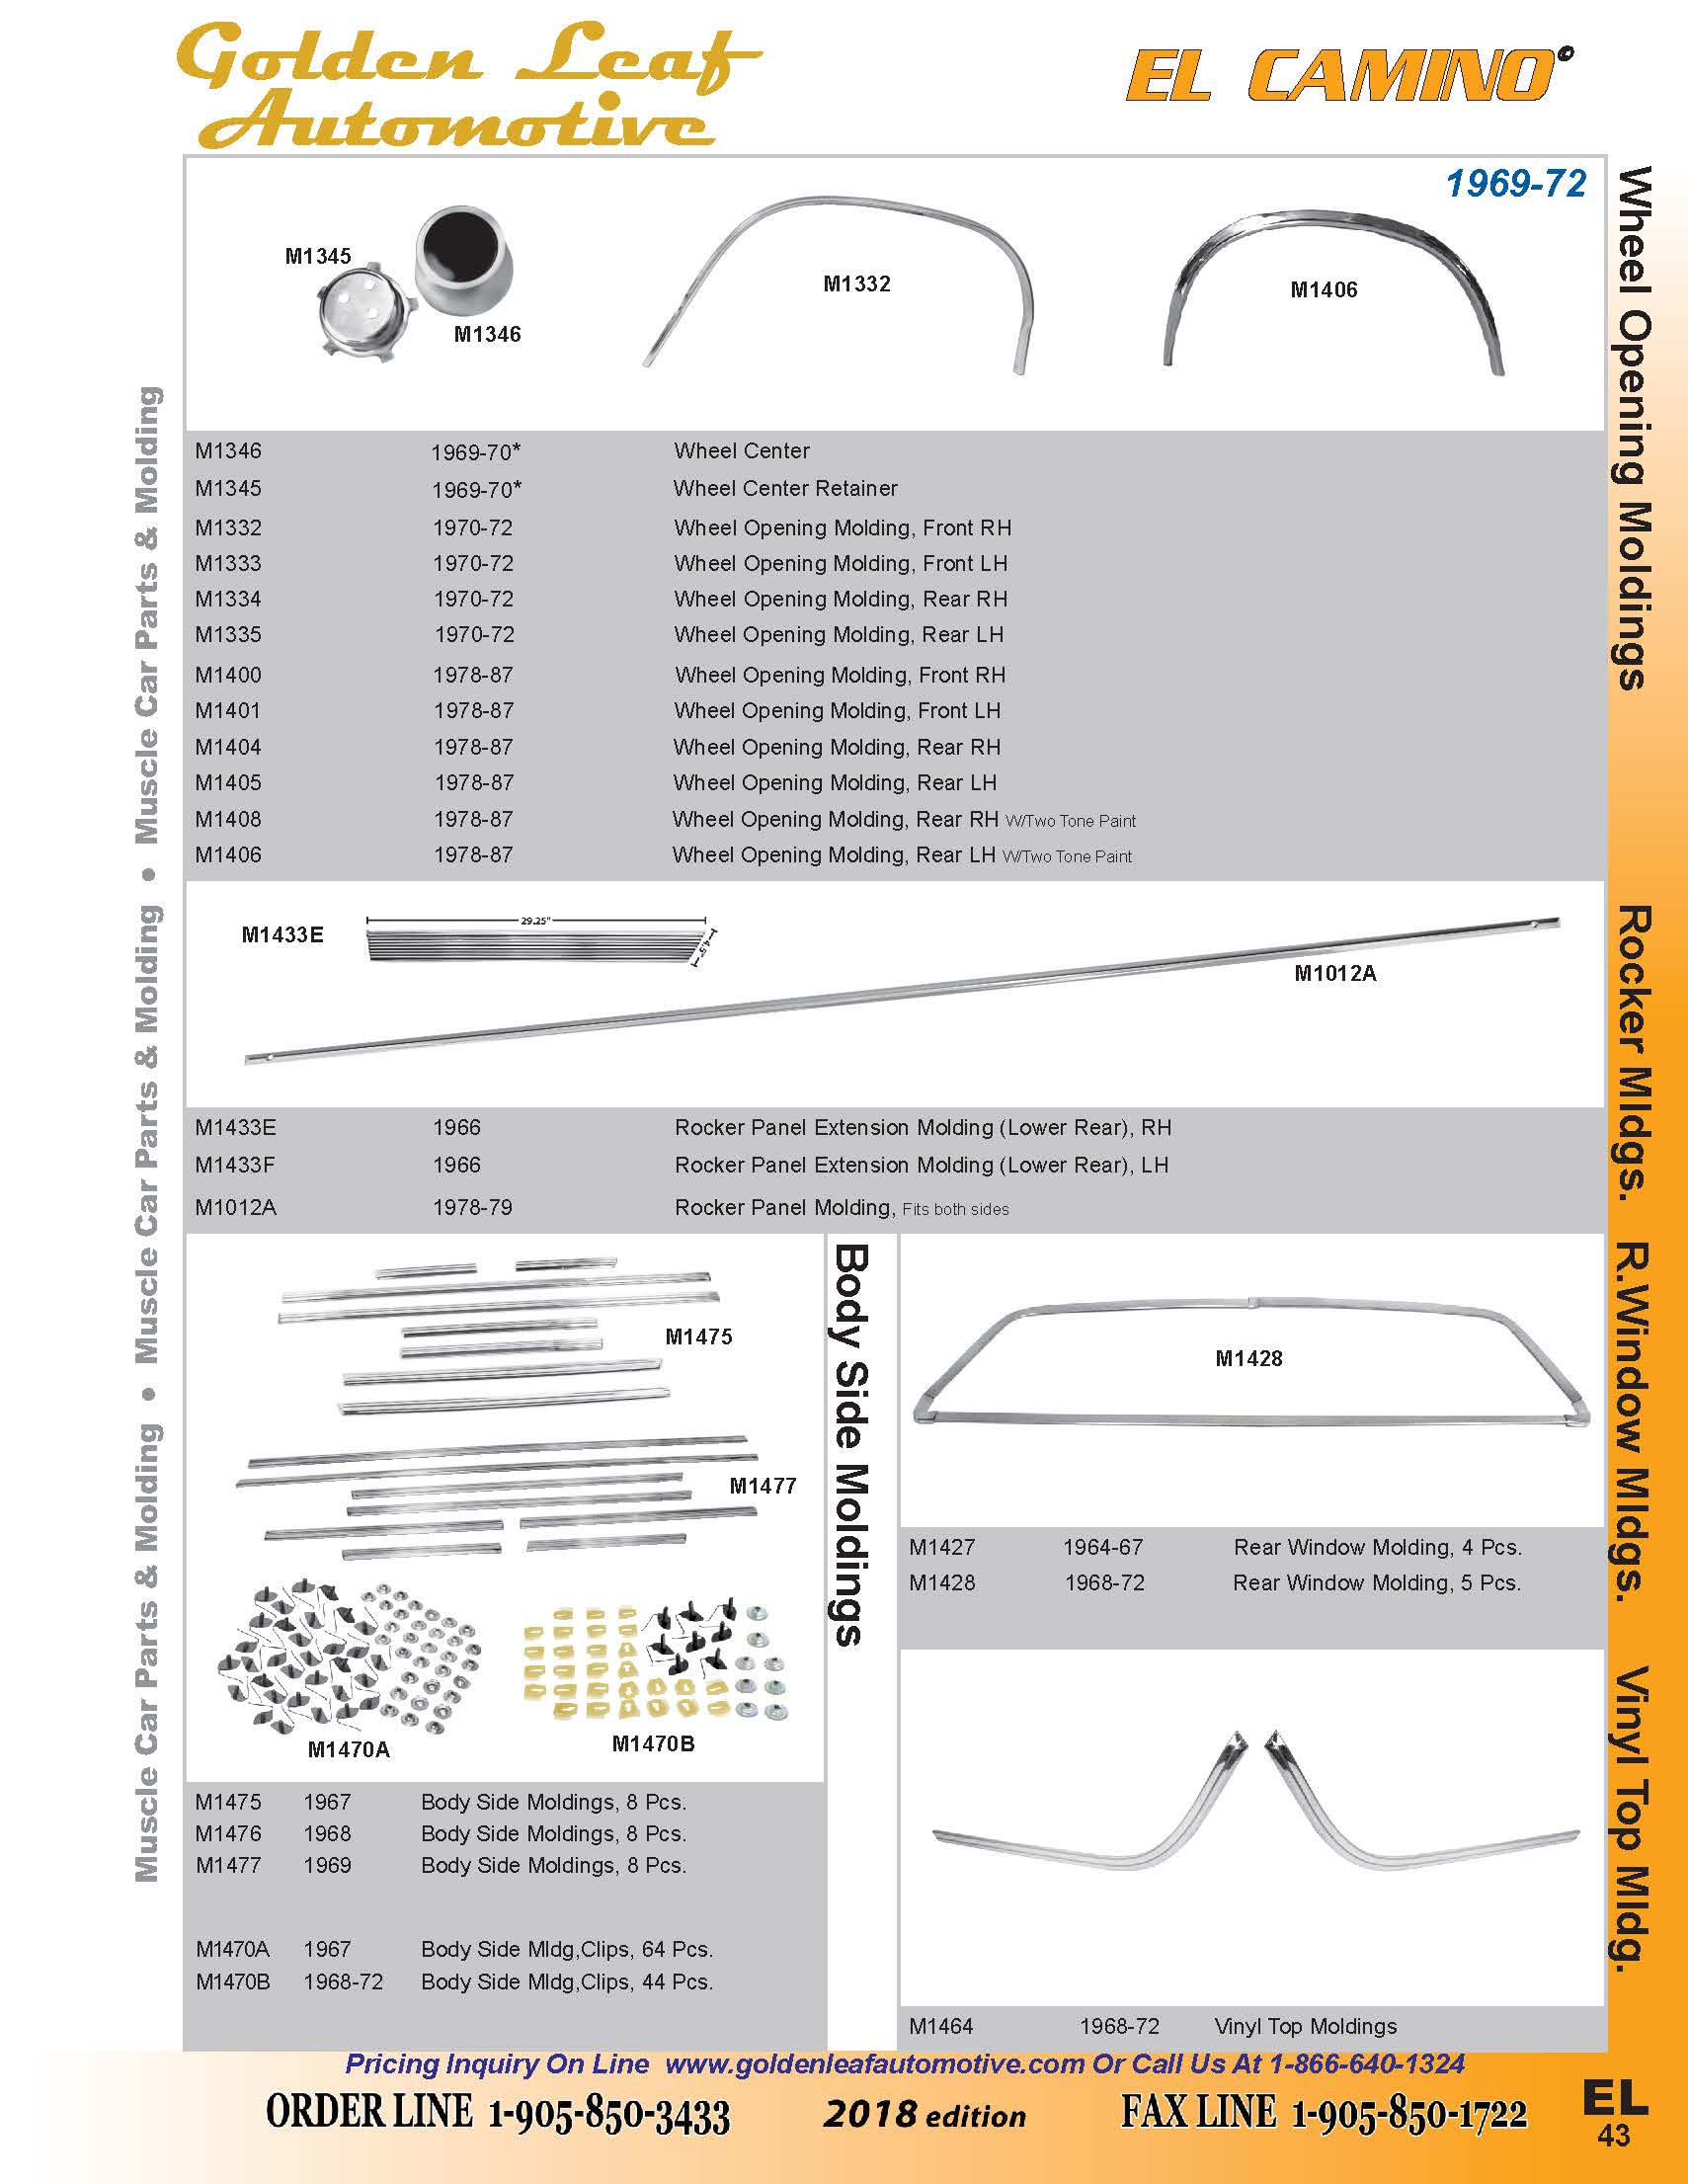 Golden Leaf
Automotive
EL CAMINO
1969-72
M1345
M1346
M1332
M1406
M1346 1969-70* Wheel Center
M1345 1969-70* Wheel Center Retainer
M1332 1970-72 Wheel Opening Molding, Front RH
M1333 1970-72 Wheel Opening Molding, Front LH
M1334 1970-72 Wheel Opening Molding, Rear RH
M1335 1970-72 Wheel Opening Molding, Rear LH
M1400 1978-87 Wheel Opening Molding, Front RH
M1401 1978-87 Wheel Opening Molding, Front LH
M1404 1978-87 Wheel Opening Molding, Rear RH
M1405 1978-87 Wheel Opening Molding, Rear LH
M1408 1978-87 Wheel Opening Molding, Rear RH W/Two Tone Paint
M1406 1978-87 Wheel Opening Molding, Rear LH W/Two Tone Paint
Wheel Opening Moldings
M1433E
29.25"
4.5"
M1012A
M1433E 1966 Rocker Panel Extension Molding (Lower Rear), RH
M1433F 1966 Rocker Panel Extension Molding (Lower Rear), LH
M1012A 1978-79 Rocker Panel Molding, Fits both sides
Rocker Mldgs.
M1475
M1477
M1470A
M1470B
Body Side Moldings
M1475 1967 Body Side Moldings, 8 Pcs.
M1476 1968 Body Side Moldings, 8 Pcs.
M1477 1969 Body Side Moldings, 8 Pcs.
M1470A 1967 Body Side Mldg,Clips, 64 Pcs.
M1470B 1968-72 Body Side Mldg,Clips, 44 Pcs.
M1428
M1427 1964-67 Rear Window Molding, 4 Pcs.
M1428 1968-72 Rear Window Molding, 5 Pcs.
R.Window Mldgs.
M1464 1968-72 Vinyl Top Moldings
Vinyl Top Mldg.
Muscle Car Parts & Molding • Muscle Car Parts & Molding • Muscle Car Parts & Molding
Pricing Inquiry On Line www.goldenleafautomotive.com Or Call Us At 1-866-640-1324
ORDER LINE 1-905-850-3433 2018 edition FAX LINE 1-905-850-1722
EL
43